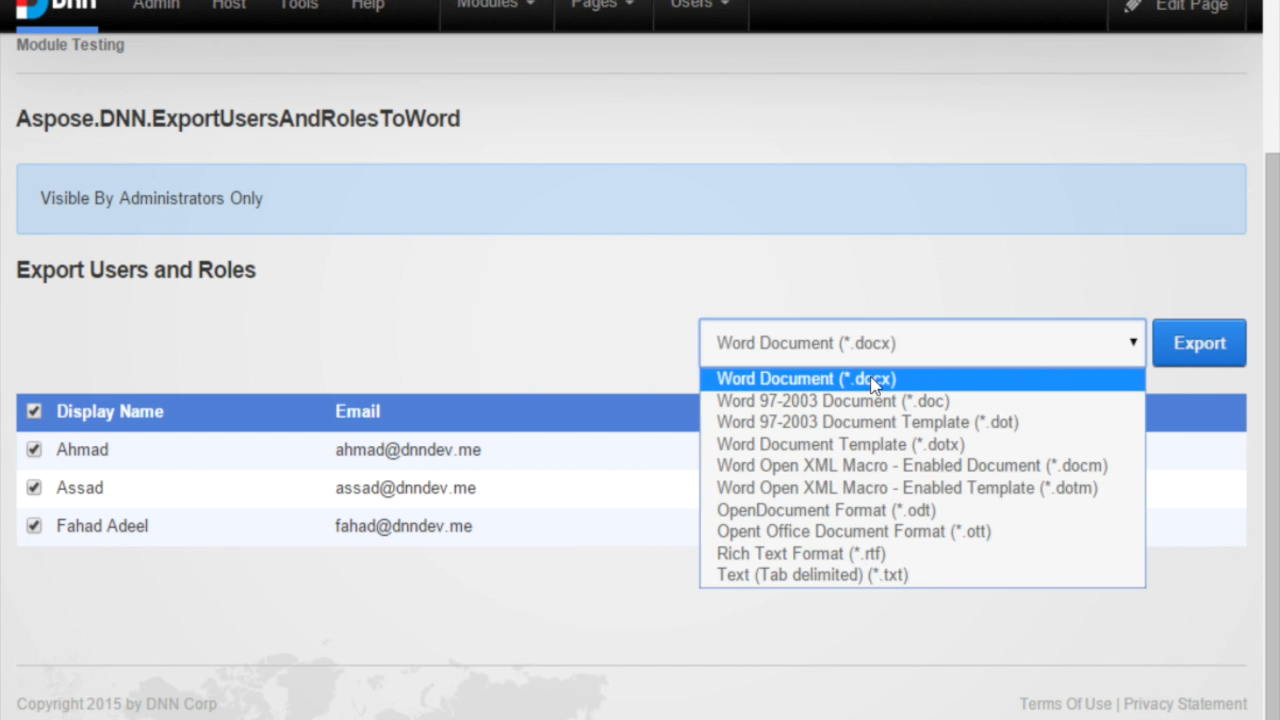 DNN Admin Host Tools Help Modules Pages Users Edit Page
Module Testing
Aspose.DNN.ExportUsersAndRolesToWord
Visible By Administrators Only
Export Users and Roles
Word Document (*.docx) Export
Word Document (*.docx)
Word 97-2003 Document (*.doc)
Word 97-2003 Document Template (*.dot)
Word Document Template (*.dotx)
Word Open XML Macro - Enabled Document (*.docm)
Word Open XML Macro - Enabled Template (*.dotm)
OpenDocument Format (*.odt)
Opent Office Document Format (*.ott)
Rich Text Format (*.rtf)
Text (Tab delimited) (*.txt)
Display Name Email
Ahmad ahmad@dnndev.me
Assad assad@dnndev.me
Fahad Adeel fahad@dnndev.me
Copyright 2015 by DNN Corp Terms Of Use | Privacy Statement